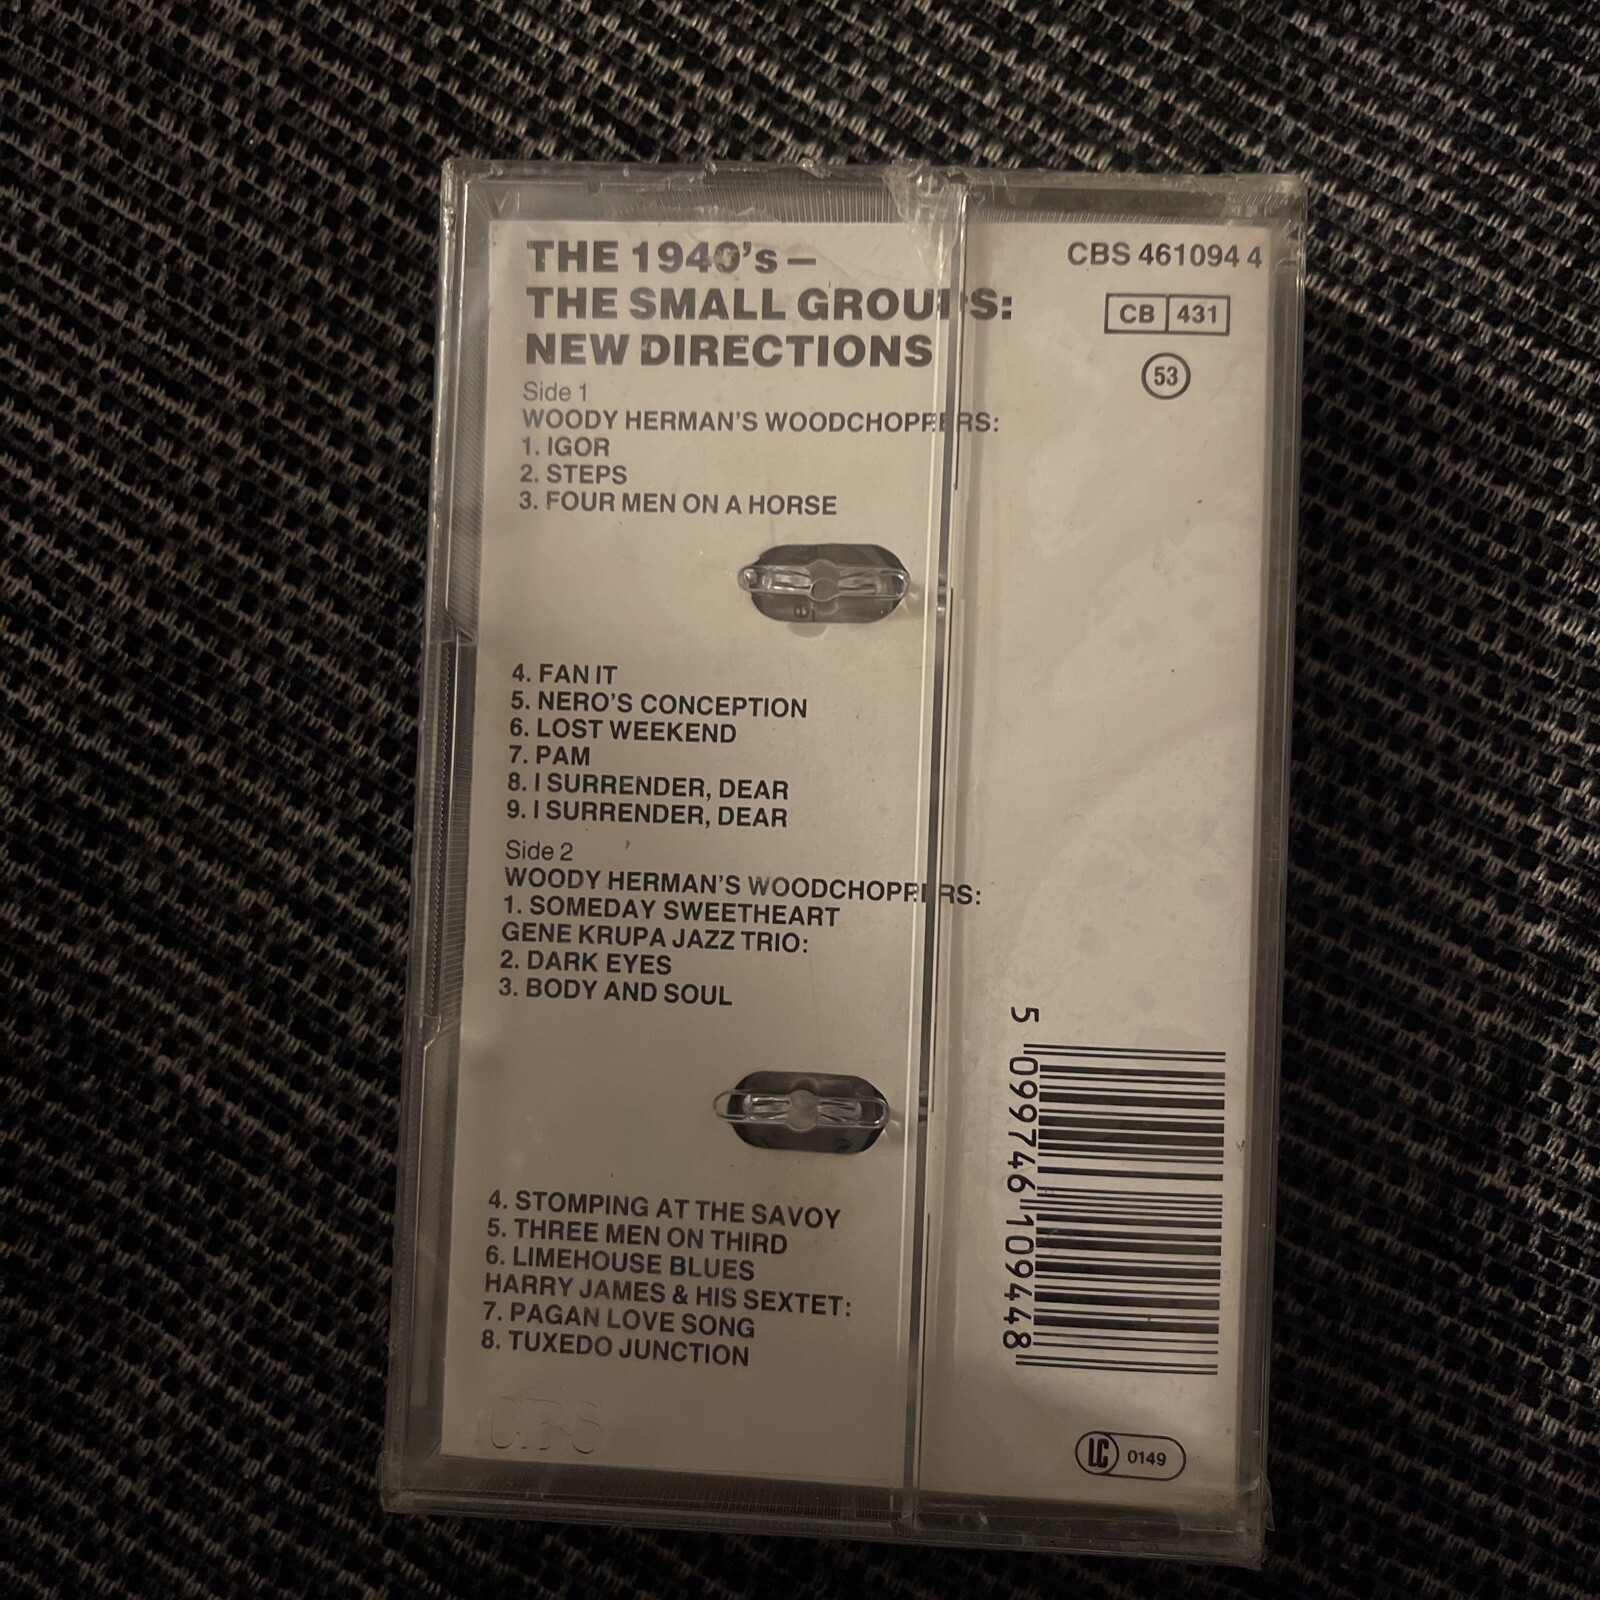 THE 1940's –
THE SMALL GROUPS:
NEW DIRECTIONS
Side 1
WOODY HERMAN'S WOODCHOPPERS:
1. IGOR
2. STEPS
3. FOUR MEN ON A HORSE
4. FAN IT
5. NERO'S CONCEPTION
6. LOST WEEKEND
7. PAM
8. I SURRENDER, DEAR
9. I SURRENDER, DEAR
Side 2
WOODY HERMAN'S WOODCHOPPERS:
1. SOMEDAY SWEETHEART
GENE KRUPA JAZZ TRIO:
2. DARK EYES
3. BODY AND SOUL
4. STOMPING AT THE SAVOY
5. THREE MEN ON THIRD
6. LIMEHOUSE BLUES
HARRY JAMES & HIS SEXTET:
7. PAGAN LOVE SONG
8. TUXEDO JUNCTION
CBS
CBS 461094 4
CB 431
53
5 099746 109448
LC 0149